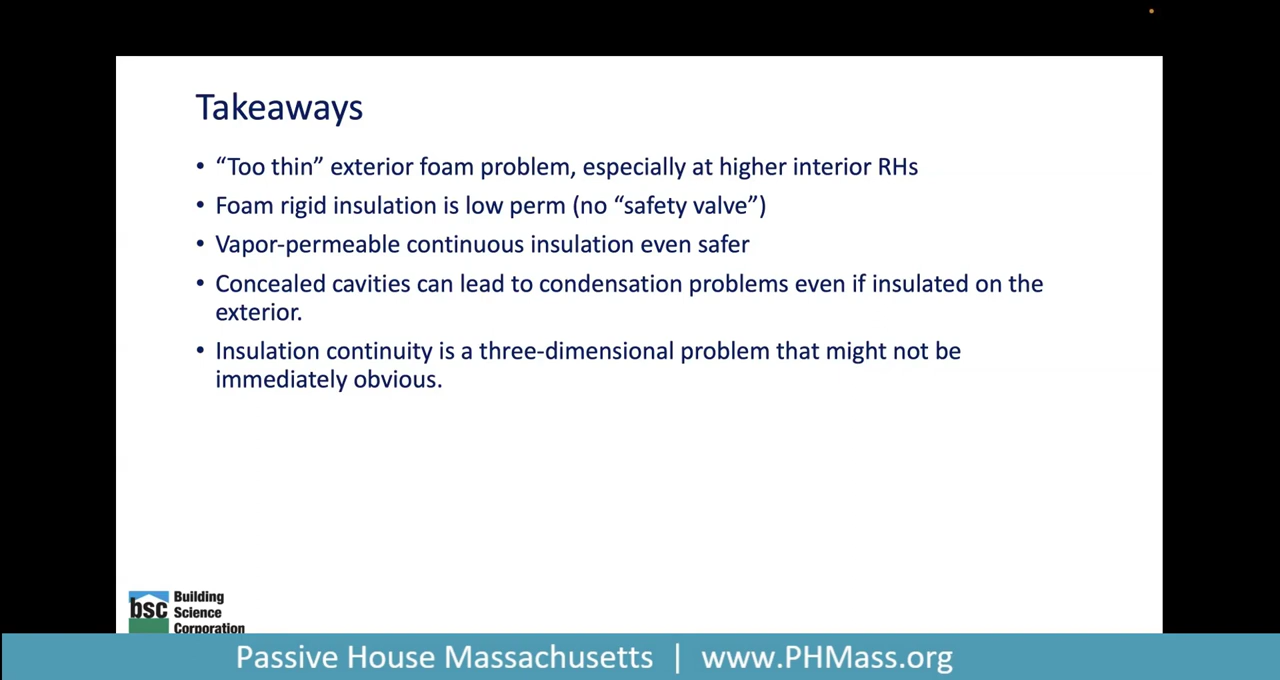 Takeaways
• “Too thin” exterior foam problem, especially at higher interior RHs
• Foam rigid insulation is low perm (no “safety valve”)
• Vapor-permeable continuous insulation even safer
• Concealed cavities can lead to condensation problems even if insulated on the
exterior.
• Insulation continuity is a three-dimensional problem that might not be
immediately obvious.
bsc
Building
Science
Corporation
Passive House Massachusetts | www.PHMass.org